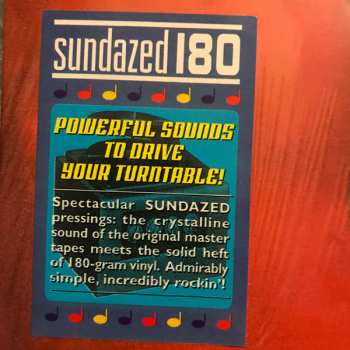 sundazed 180
POWERFUL SOUNDS
TO DRIVE
YOUR TURNTABLE!
Spectacular SUNDAZED
pressings: the crystalline
sound of the original master
tapes meets the solid heft
of 180-gram vinyl. Admirably
simple, incredibly rockin'!